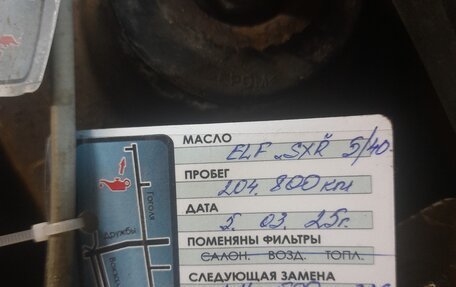 МАСЛО
ELF „SXR 5/40
ПРОБЕГ
204.800 км
ДАТА
5. 03. 25г.
ПОМЕНЯНЫ ФИЛЬТРЫ
САЛОН. ВОЗД. ТОПЛ.
СЛЕДУЮЩАЯ ЗАМЕНА
Гоголя
Дружбы